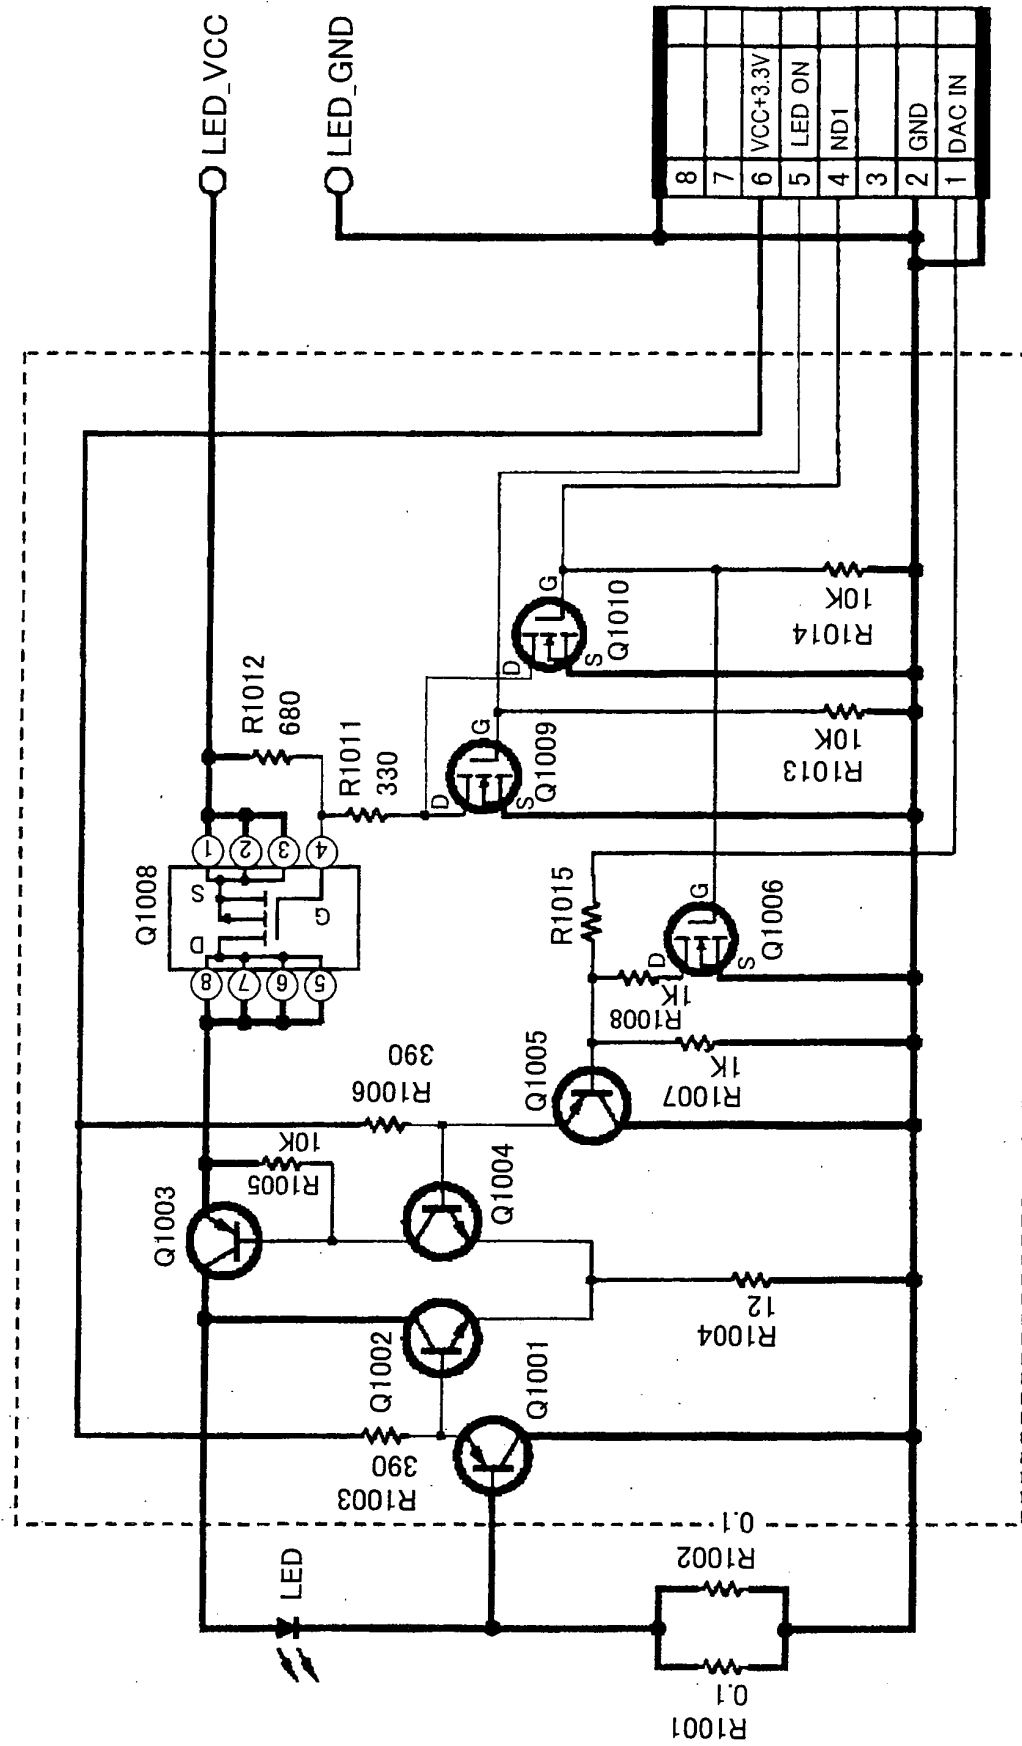 LED_VCC
LED_GND
8
7
6 VCC+3.3V
5 LED ON
4 ND1
3
2 GND
1 DAC IN
R1012
680
R1011
330
Q1008
S
D
G
1
2
3
4
8
7
6
5
G
D
S
Q1010
10K
R1014
G
D
S
Q1009
10K
R1013
R1015
G
D
S
Q1006
1K
R1008
1K
R1007
Q1005
390
R1006
10K
R1005
Q1003
Q1004
12
R1004
Q1002
Q1001
390
R1003
LED
0.1
R1002
0.1
R1001